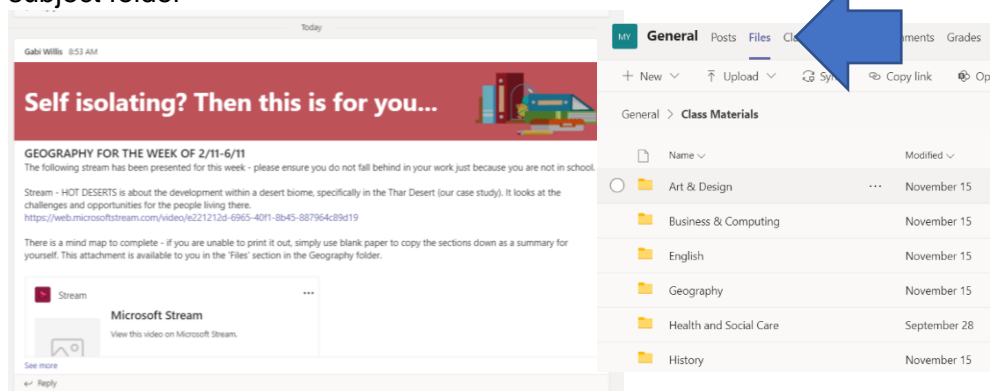 subject folder
Today
Gabi Willis 8:53 AM
Self isolating? Then this is for you...
GEOGRAPHY FOR THE WEEK OF 2/11-6/11
The following stream has been presented for this week - please ensure you do not fall behind in your work just because you are not in school.
Stream - HOT DESERTS is about the development within a desert biome, specifically in the Thar Desert (our case study). It looks at the
challenges and opportunities for the people living there.
https://web.microsoftstream.com/video/e221212d-6965-40f1-8b45-887964c89d19
There is a mind map to complete - if you are unable to print it out, simply use blank paper to copy the sections down as a summary for
yourself. This attachment is available to you in the 'Files' section in the Geography folder.
Stream
Microsoft Stream
View this video on Microsoft Stream.
See more
Reply
MY General Posts Files Grades
+ New Upload Copy link
General > Class Materials
Name Modified
Art & Design ... November 15
Business & Computing November 15
English November 15
Geography November 15
Health and Social Care September 28
History November 15